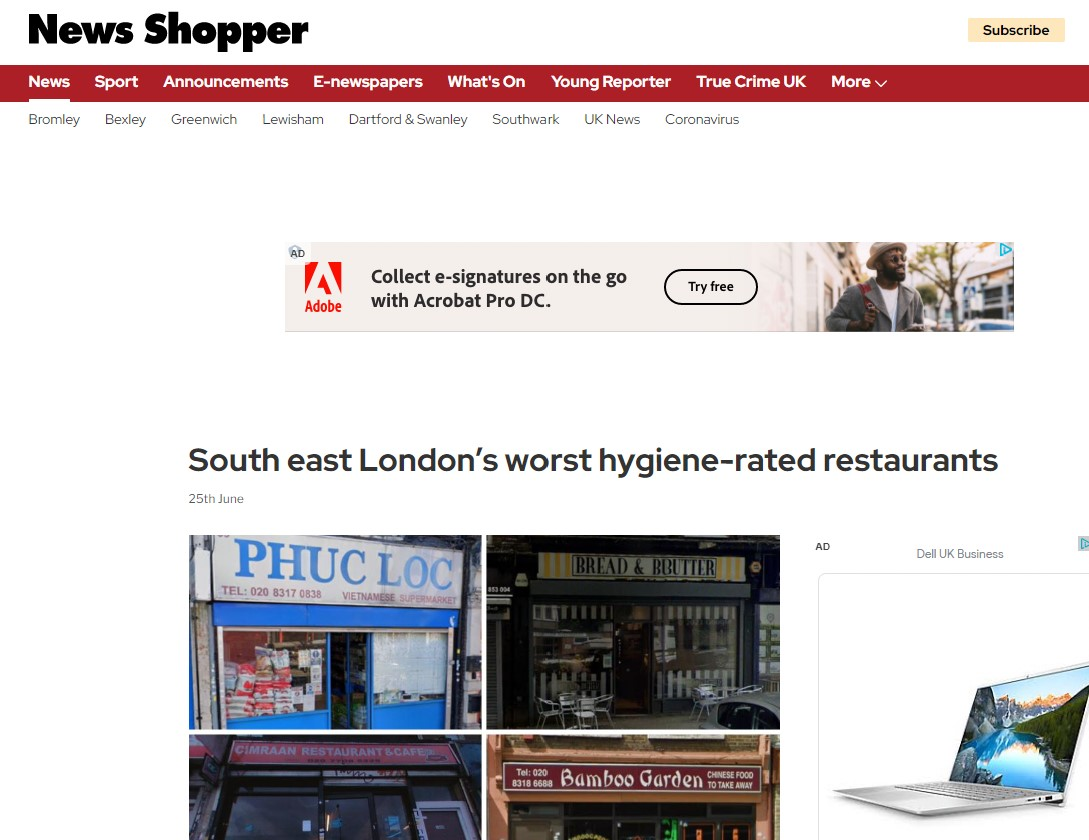 News Shopper
Subscribe
News Sport Announcements E-newspapers What's On Young Reporter True Crime UK More
Bromley Bexley Greenwich Lewisham Dartford & Swanley Southwark UK News Coronavirus
AD
Adobe
Collect e-signatures on the go
with Acrobat Pro DC.
Try free
South east London's worst hygiene-rated restaurants
25th June
PHUC LOC
TEL: 020 8317 0838 VIETNAMESE SUPERMARKET
BREAD & BBUTTER
853 004
CIMRAAN RESTAURANT & CAFE
Tel: 020
8318 6688
Bamboo Garden
CHINESE FOOD
TO TAKE AWAY
AD
Dell UK Business